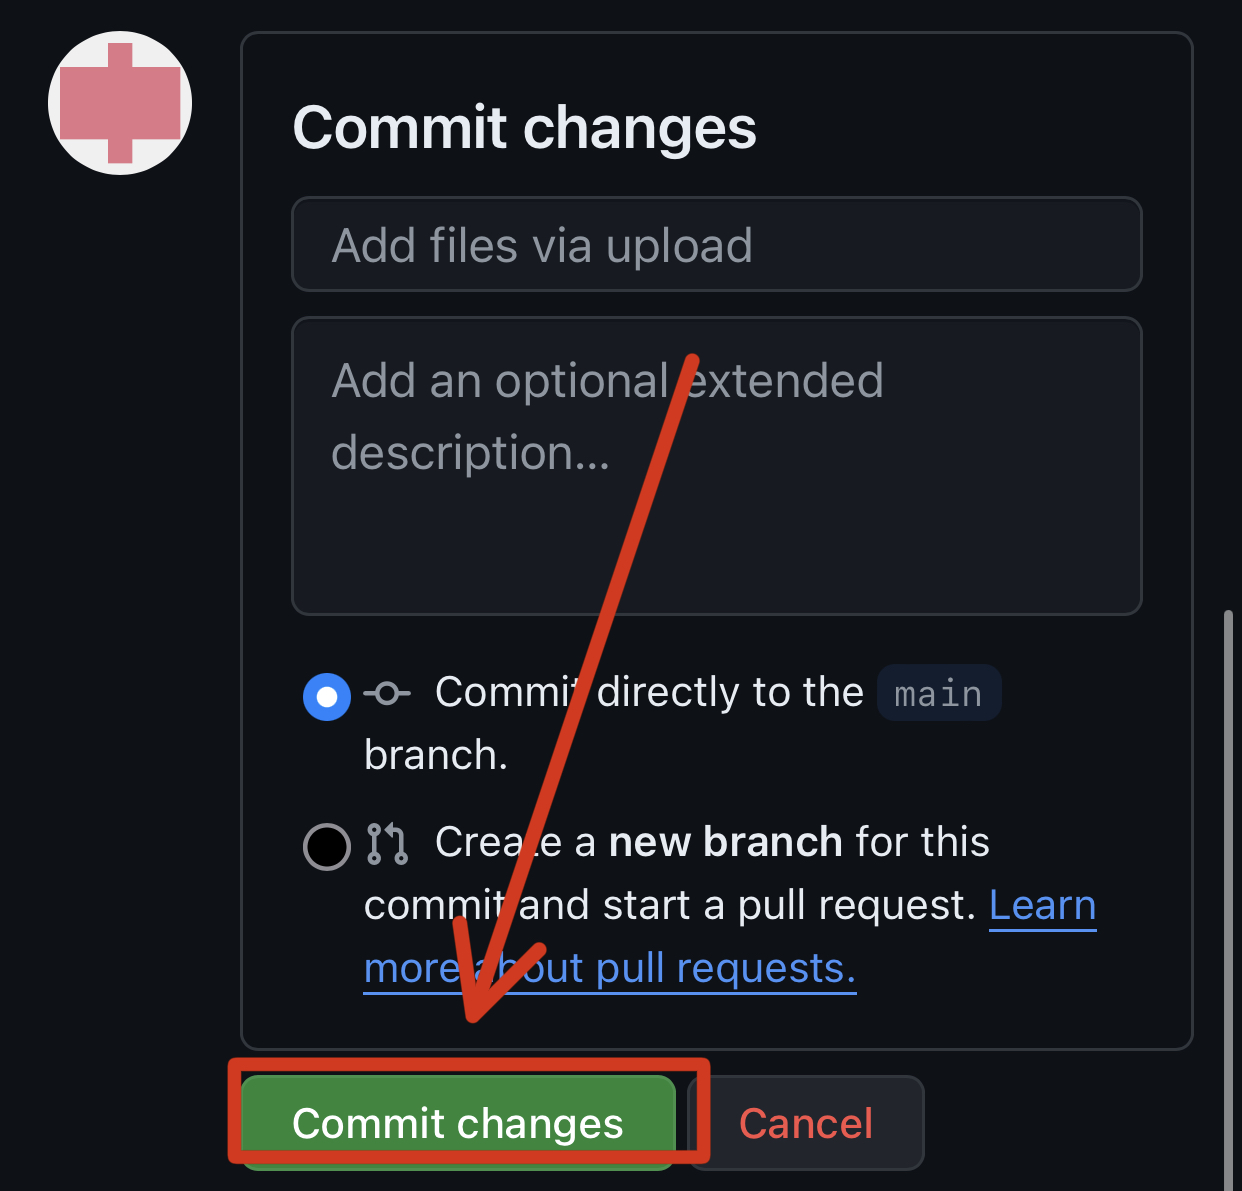 Commit changes
Add files via upload
Add an optional extended
description...
Commit directly to the main
branch.
Create a new branch for this
commit and start a pull request. Learn
more about pull requests.
Commit changes
Cancel